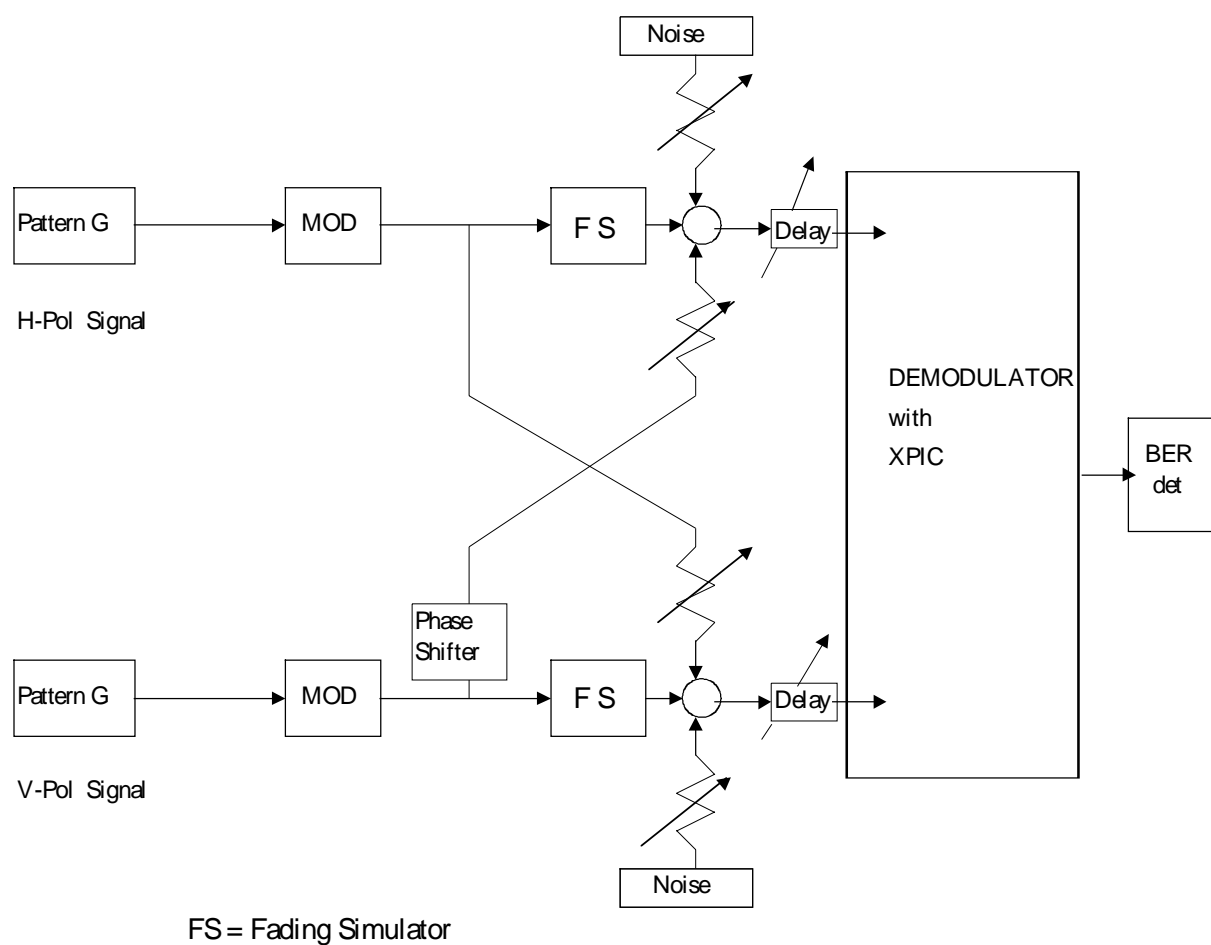 Noise
Pattern G
MOD
F S
Delay
H-Pol Signal
DEMODULATOR
with
XPIC
BER
det
Phase
Shifter
Pattern G
MOD
F S
Delay
V-Pol Signal
Noise
FS = Fading Simulator